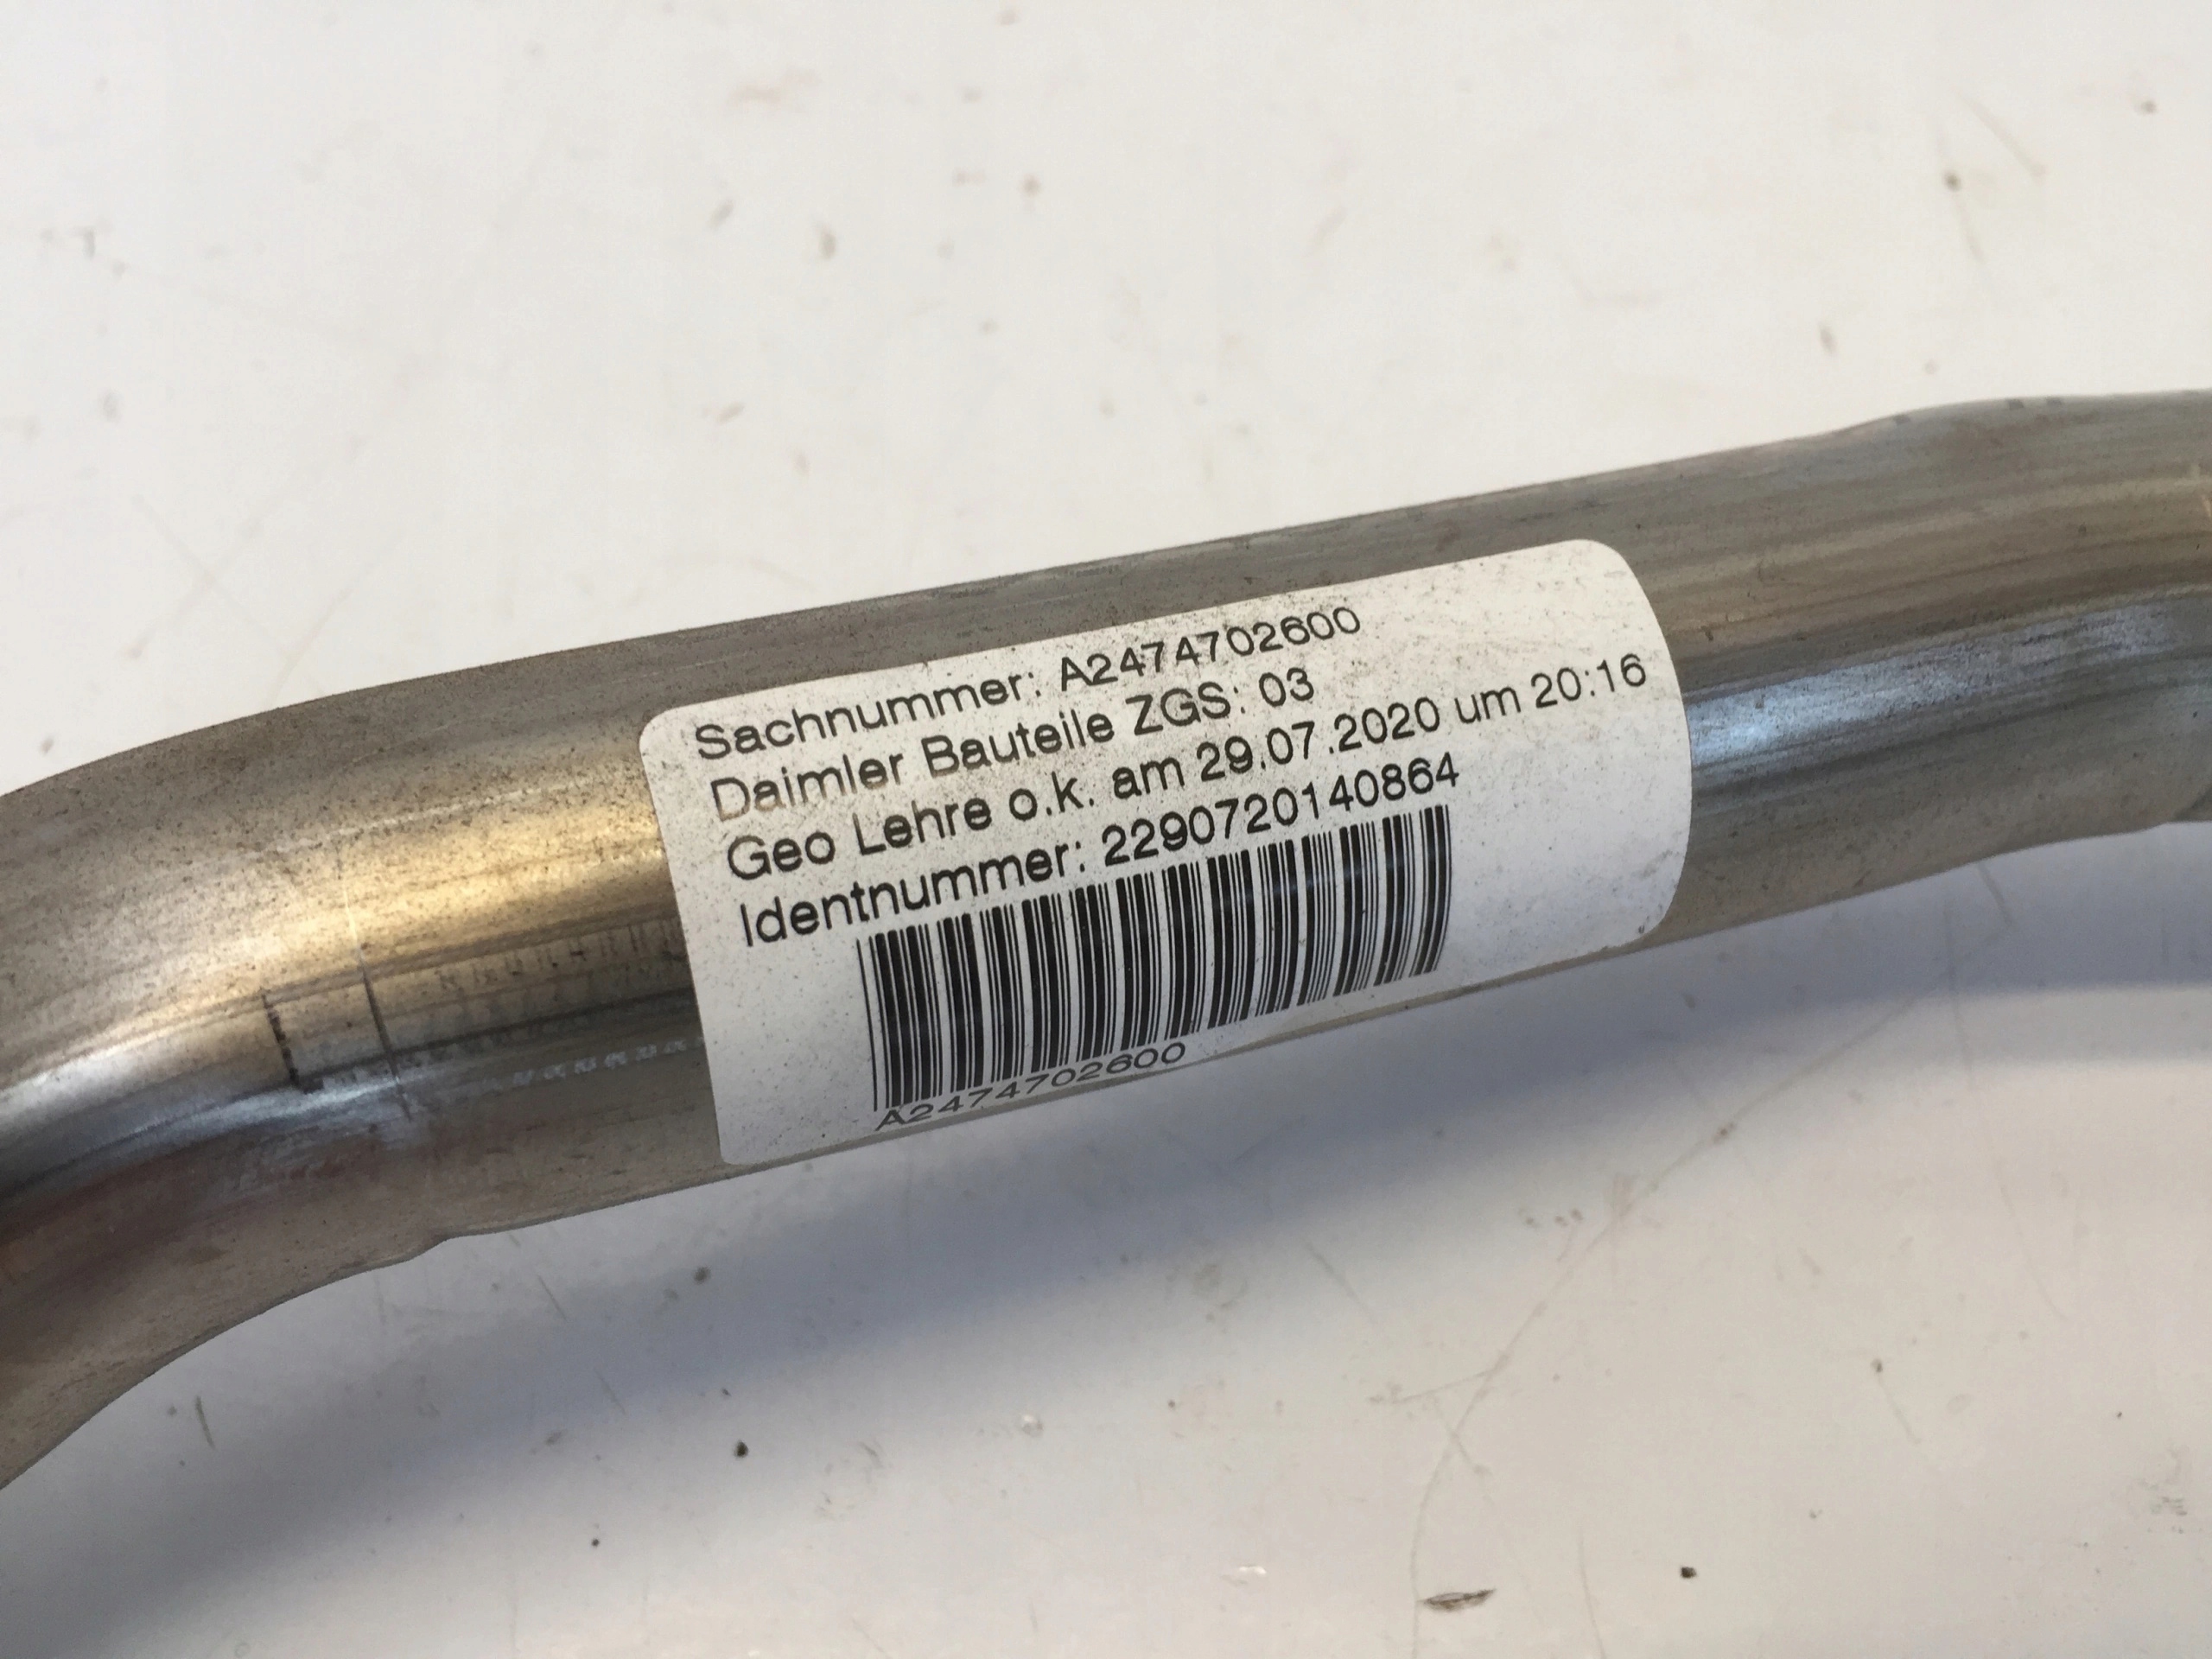 Sachnummer: A2474702600
Daimler Bauteile ZGS: 03
Geo Lehre o.k. am 29.07.2020 um 20:16
Identnummer: 2290720140864
A2474702600